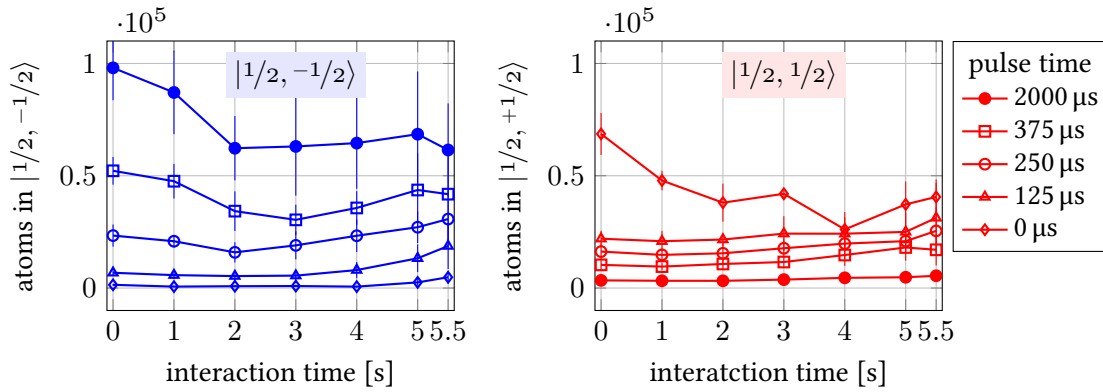 ·10⁵
1
0.5
0
atoms in |1/2, −1/2⟩
|1/2, −1/2⟩
0 1 2 3 4 5 5.5
interaction time [s]
·10⁵
1
0.5
0
atoms in |1/2, +1/2⟩
|1/2, 1/2⟩
0 1 2 3 4 5 5.5
interatction time [s]
pulse time
2000 µs
375 µs
250 µs
125 µs
0 µs